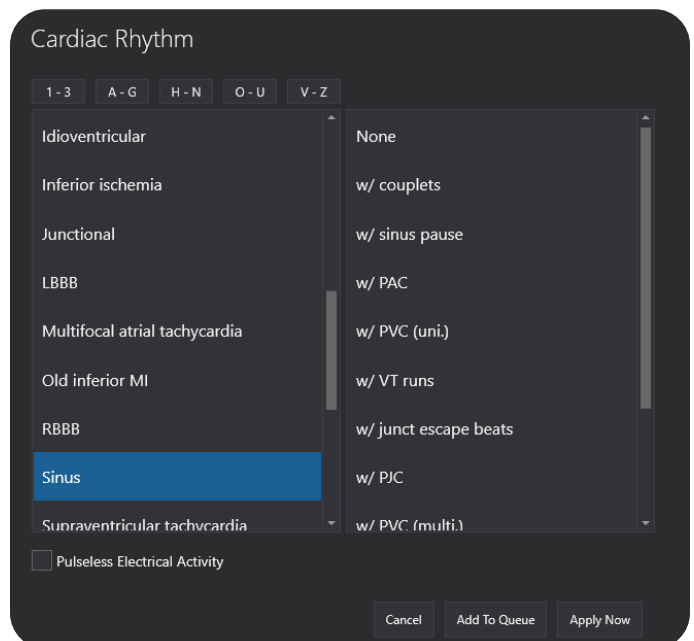 Cardiac Rhythm
1 - 3 A - G H - N O - U V - Z
Idioventricular
Inferior ischemia
Junctional
LBBB
Multifocal atrial tachycardia
Old inferior MI
RBBB
Sinus
Supraventricular tachycardia
None
w/ couplets
w/ sinus pause
w/ PAC
w/ PVC (uni.)
w/ VT runs
w/ junct escape beats
w/ PJC
w/ PVC (multi.)
Pulseless Electrical Activity
Cancel Add To Queue Apply Now